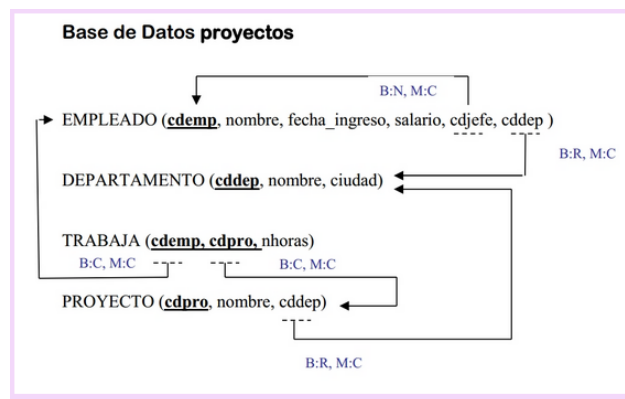 Base de Datos proyectos
B:N, M:C
EMPLEADO (cdemp, nombre, fecha_ingreso, salario, cdjefe, cddep )
B:R, M:C
DEPARTAMENTO (cddep, nombre, ciudad)
TRABAJA (cdemp, cdpro, nhoras)
B:C, M:C B:C, M:C
PROYECTO (cdpro, nombre, cddep)
B:R, M:C